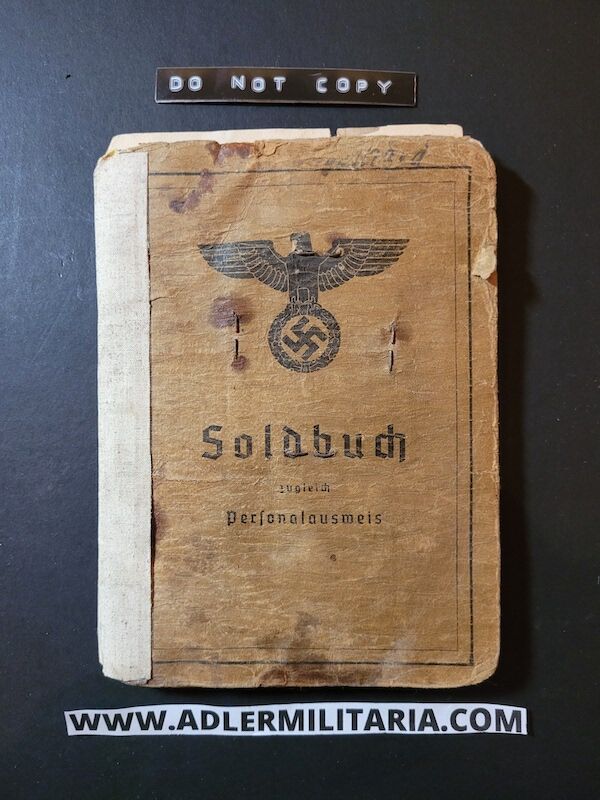 DO NOT COPY
Soldbuch
zugleich
Personalausweis
WWW.ADLERMILITARIA.COM